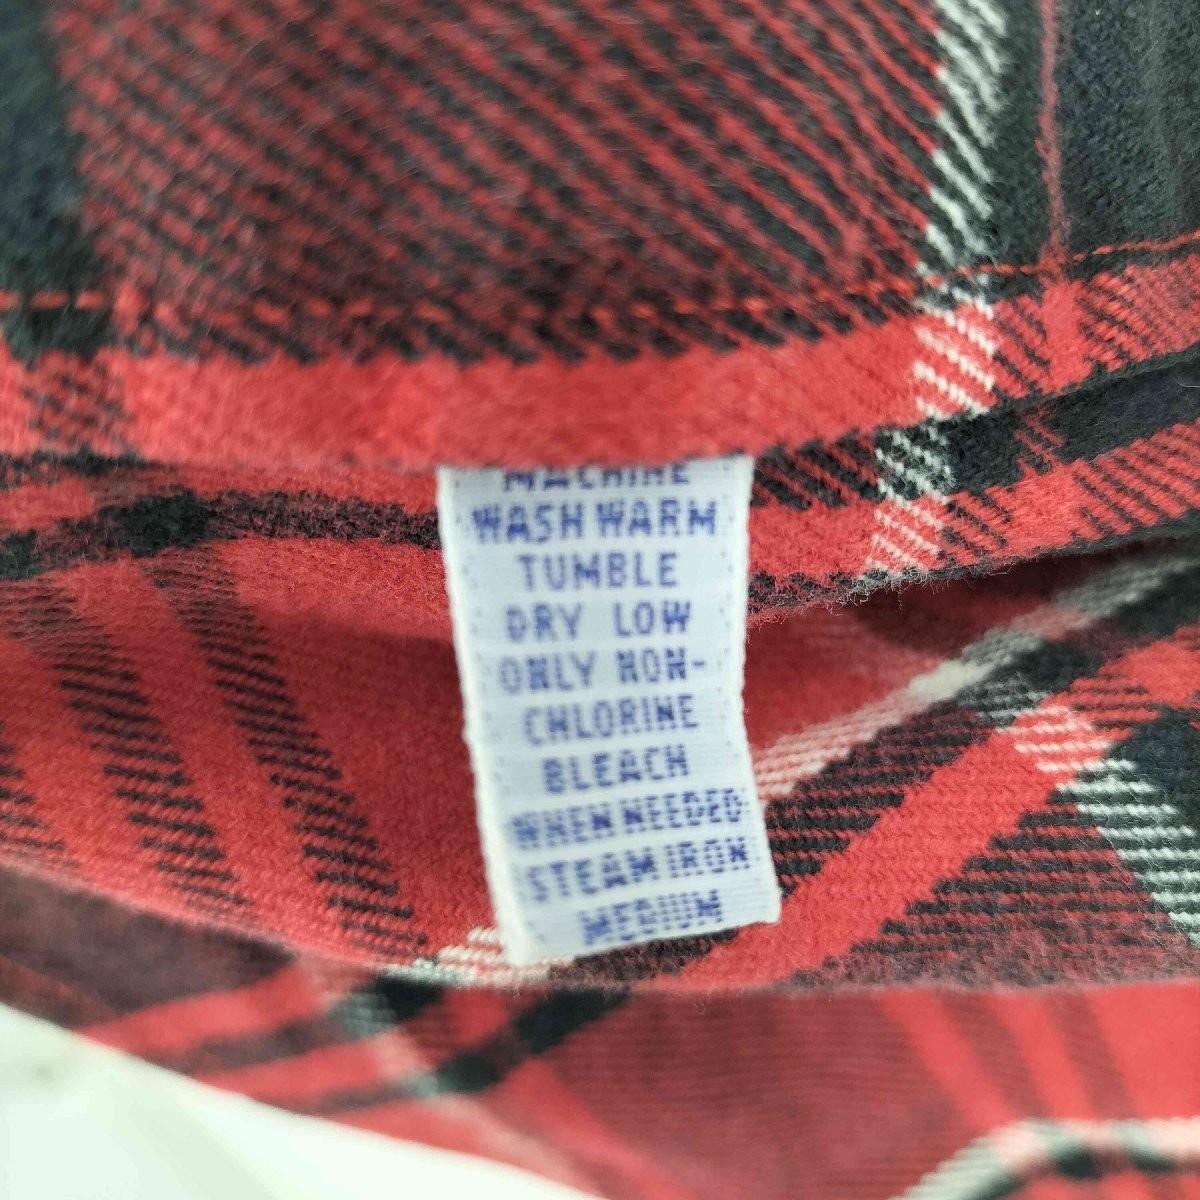 MACHINE
WASH WARM
TUMBLE
DRY LOW
ONLY NON-
CHLORINE
BLEACH
WHEN NEEDED
STEAM IRON
MEDIUM